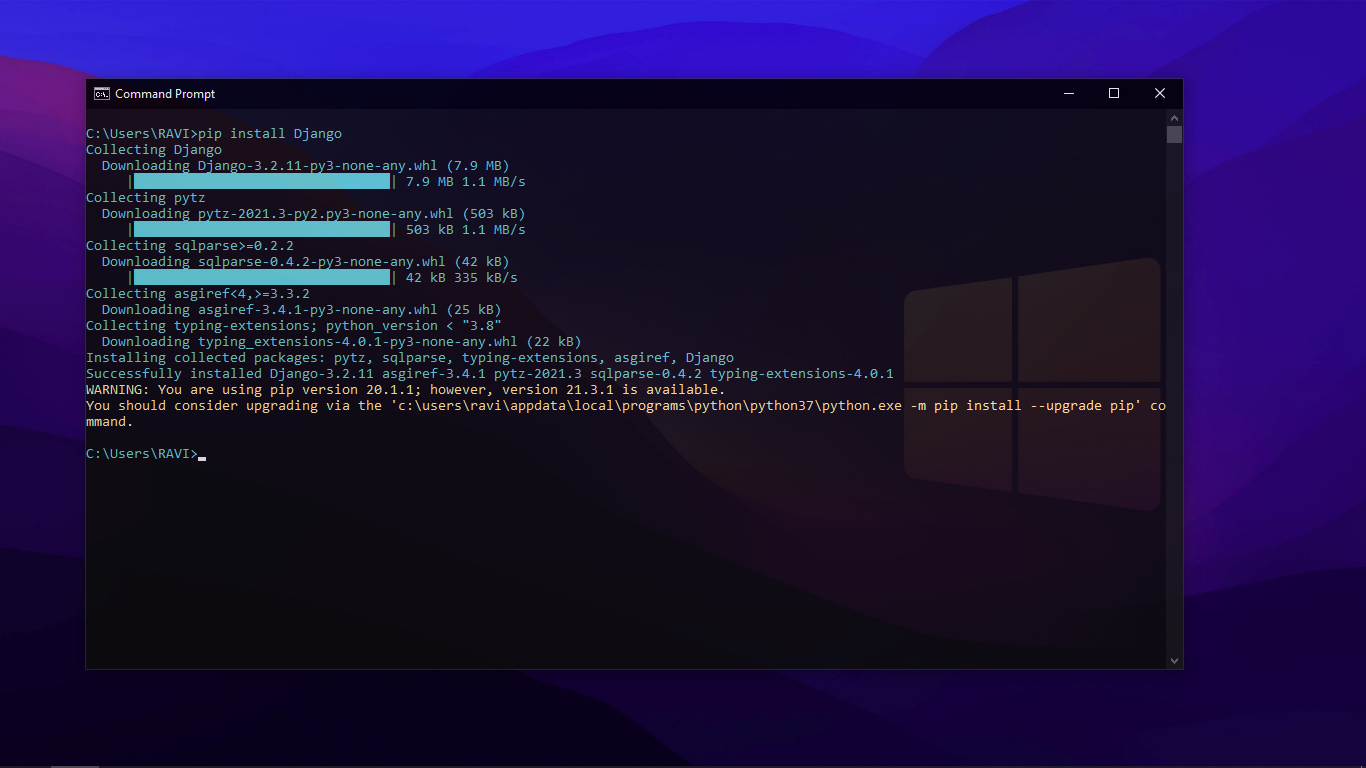 Command Prompt
C:\Users\RAVI>pip install Django
Collecting Django
  Downloading Django-3.2.11-py3-none-any.whl (7.9 MB)
     |████████████████████████████████| 7.9 MB 1.1 MB/s
Collecting pytz
  Downloading pytz-2021.3-py2.py3-none-any.whl (503 kB)
     |████████████████████████████████| 503 kB 1.1 MB/s
Collecting sqlparse>=0.2.2
  Downloading sqlparse-0.4.2-py3-none-any.whl (42 kB)
     |████████████████████████████████| 42 kB 335 kB/s
Collecting asgiref<4,>=3.3.2
  Downloading asgiref-3.4.1-py3-none-any.whl (25 kB)
Collecting typing-extensions; python_version < "3.8"
  Downloading typing_extensions-4.0.1-py3-none-any.whl (22 kB)
Installing collected packages: pytz, sqlparse, typing-extensions, asgiref, Django
Successfully installed Django-3.2.11 asgiref-3.4.1 pytz-2021.3 sqlparse-0.4.2 typing-extensions-4.0.1
WARNING: You are using pip version 20.1.1; however, version 21.3.1 is available.
You should consider upgrading via the 'c:\users\ravi\appdata\local\programs\python\python37\python.exe -m pip install --upgrade pip' co
mmand.
C:\Users\RAVI>